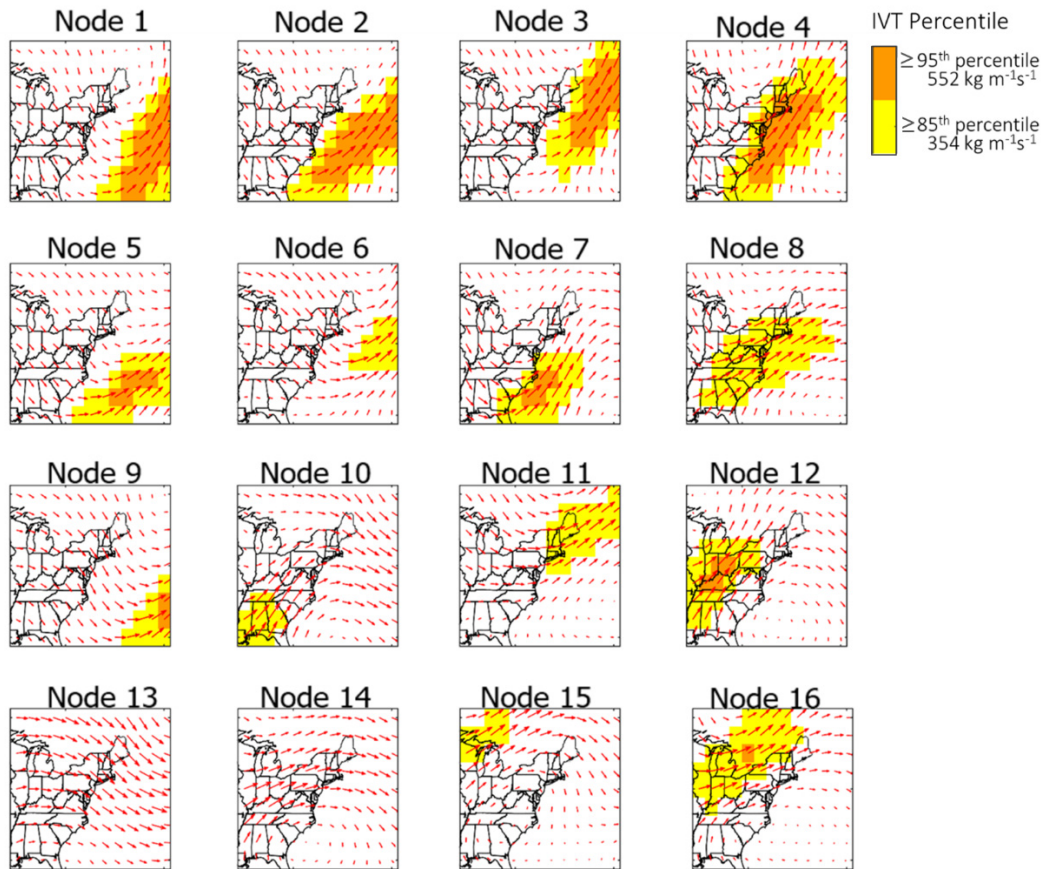 Node 1
Node 2
Node 3
Node 4
IVT Percentile
≥95th percentile
552 kg m⁻¹s⁻¹
≥85th percentile
354 kg m⁻¹s⁻¹
Node 5
Node 6
Node 7
Node 8
Node 9
Node 10
Node 11
Node 12
Node 13
Node 14
Node 15
Node 16